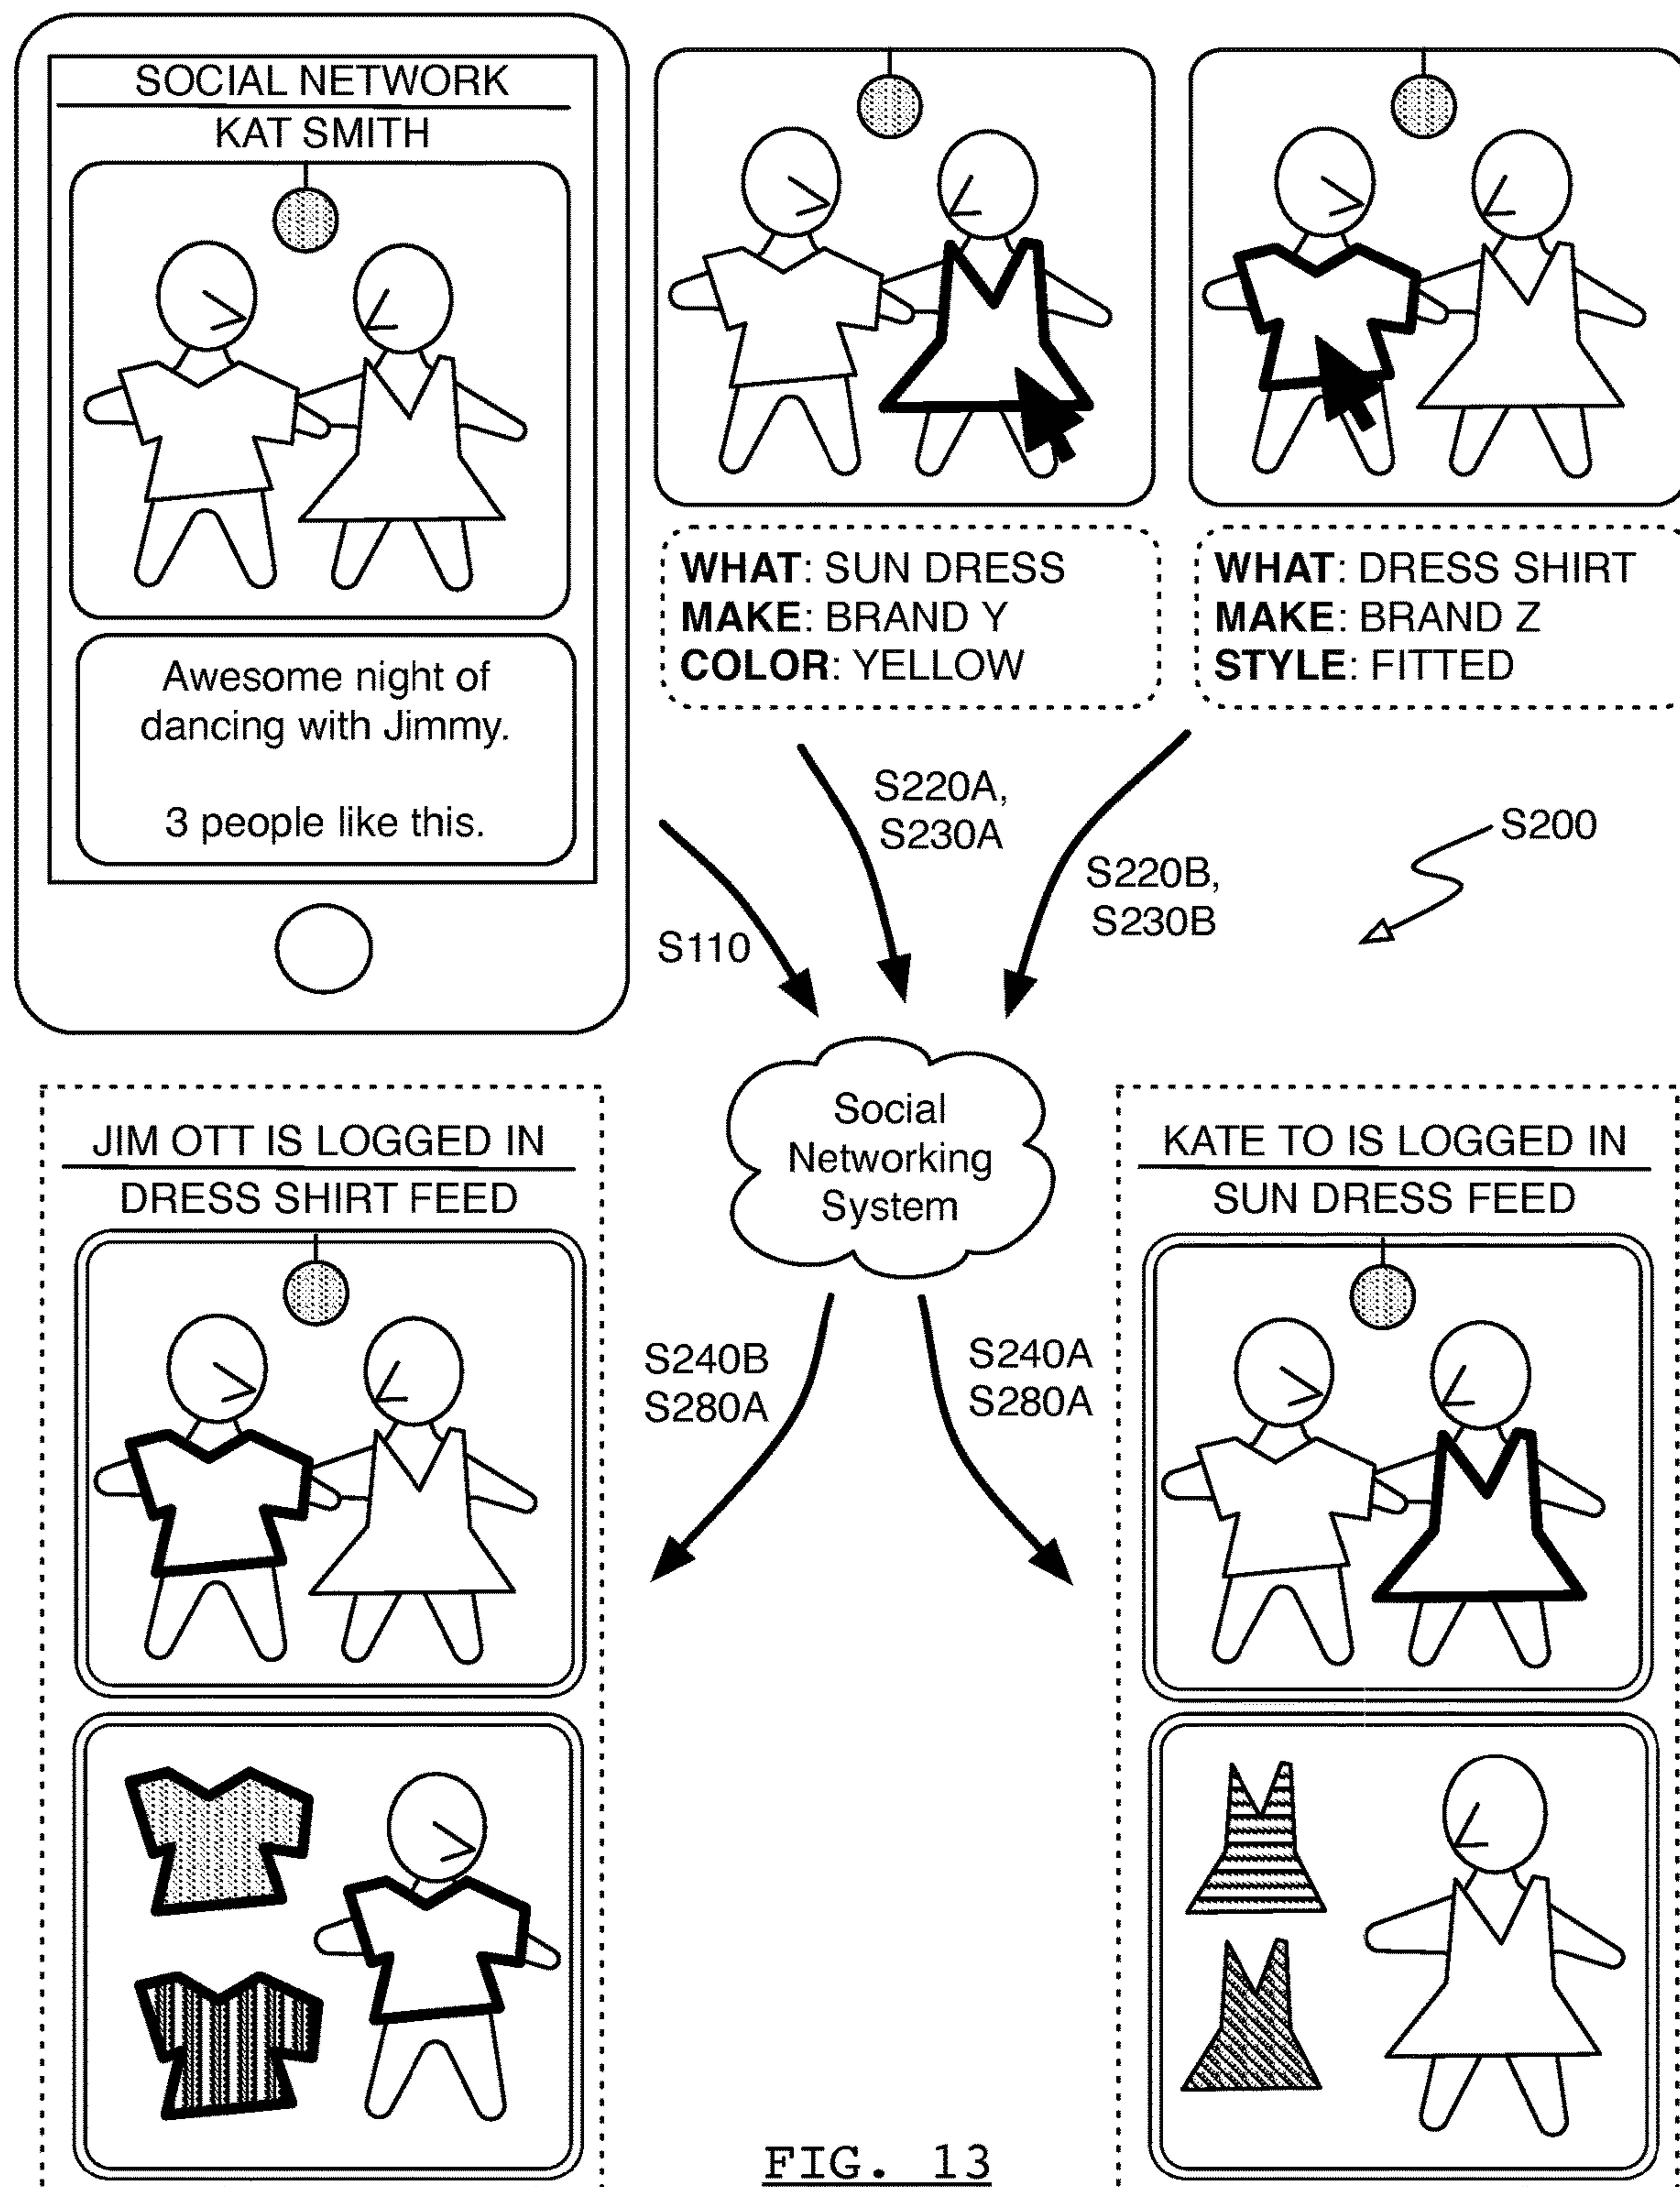 SOCIAL NETWORK
KAT SMITH
Awesome night of
dancing with Jimmy.
3 people like this.
WHAT: SUN DRESS
MAKE: BRAND Y
COLOR: YELLOW
WHAT: DRESS SHIRT
MAKE: BRAND Z
STYLE: FITTED
S110
S220A,
S230A
S220B,
S230B
S200
Social
Networking
System
JIM OTT IS LOGGED IN
DRESS SHIRT FEED
S240B
S280A
S240A
S280A
KATE TO IS LOGGED IN
SUN DRESS FEED
FIG. 13